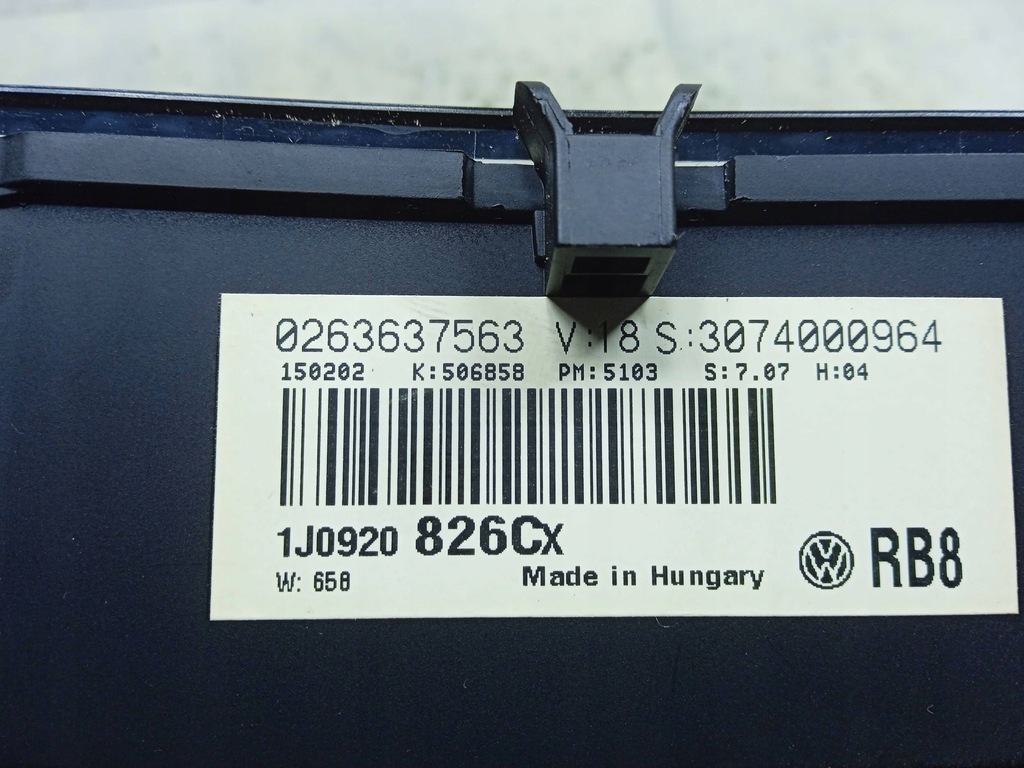 0263637563 V:18 S:3074000964
150202 K:506858 PM:5103 S:7.07 H:04
1J0920 826CX
W: 658 Made in Hungary RB8